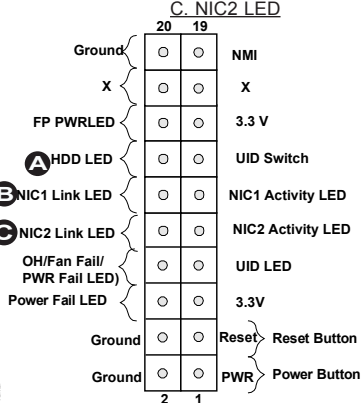 C. NIC2 LED
20 19
Ground NMI
X X
FP PWRLED 3.3 V
A HDD LED UID Switch
B NIC1 Link LED NIC1 Activity LED
C NIC2 Link LED NIC2 Activity LED
OH/Fan Fail/
PWR Fail LED) UID LED
Power Fail LED 3.3V
Ground Reset Reset Button
Ground PWR Power Button
2 1